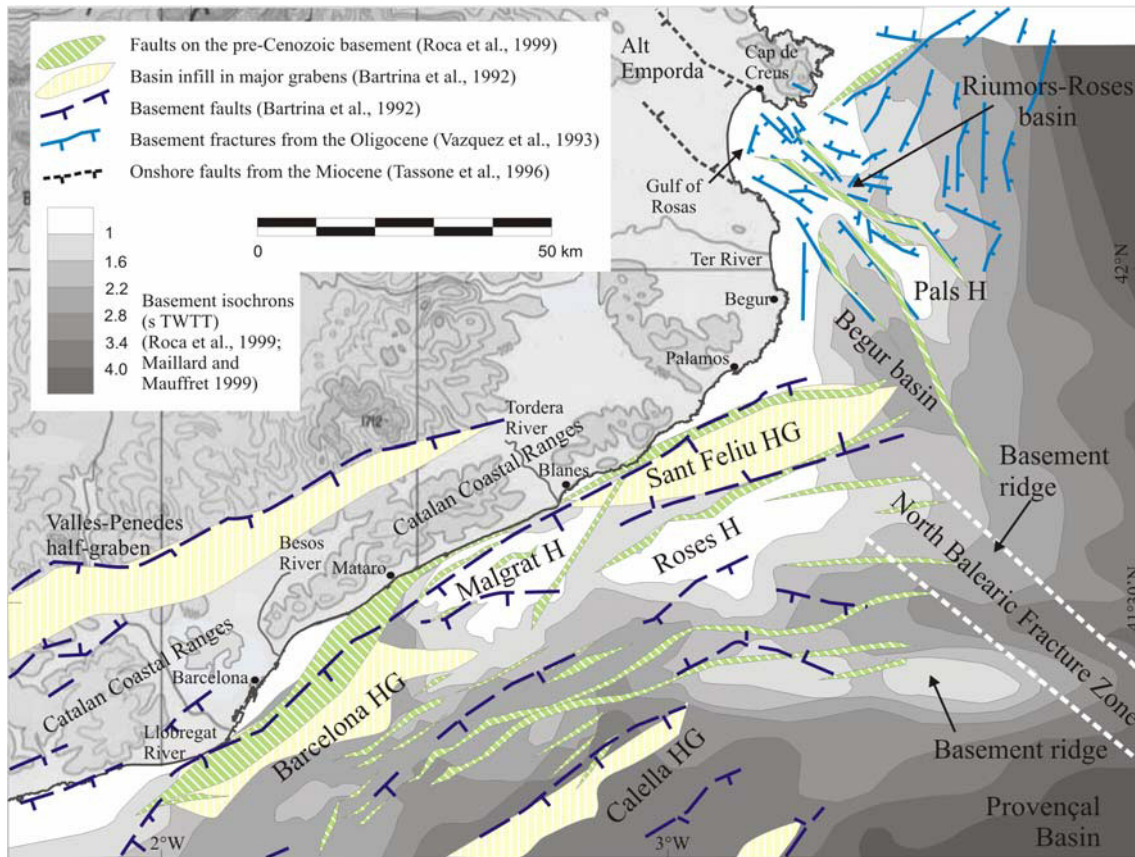 Faults on the pre-Cenozoic basement (Roca et al., 1999)
Basin infill in major grabens (Bartrina et al., 1992)
Basement faults (Bartrina et al., 1992)
Basement fractures from the Oligocene (Vazquez et al., 1993)
Onshore faults from the Miocene (Tassone et al., 1996)
1
1.6
2.2
2.8
3.4
4.0
Basement isochrons
(s TWTT)
(Roca et al., 1999;
Maillard and
Mauffret 1999)
0
50 km
Alt
Emporda
Cap de
Creus
Riumors-Roses
basin
Gulf of
Rosas
Ter River
Begur
Pals H
42°N
Begur basin
Palamos
Tordera
River
Blanes
Catalan Coastal Ranges
1712
Sant Feliu HG
Basement
ridge
Valles-Penedes
half-graben
Besos
River
Mataro
Malgrat H
Roses H
North Balearic Fracture Zone
41°30'N
Catalan Coastal Ranges
Barcelona
Llobregat
River
Barcelona HG
Calella HG
Basement ridge
Provençal
Basin
2°W
3°W